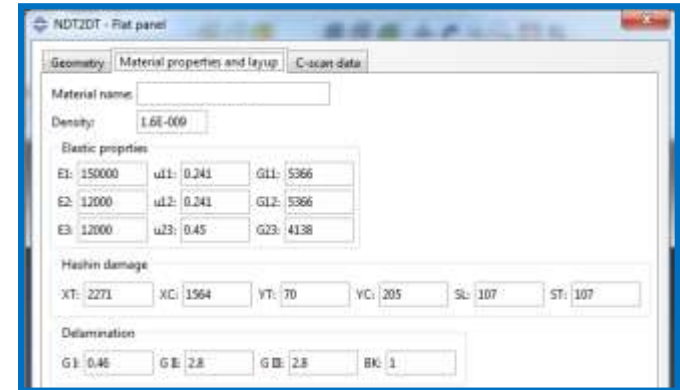 NDT2DT - Flat panel
Geometry Material properties and layup C-scan data
Material name:
Density: 1.6E-009
Elastic proprties
E1: 150000 u11: 0.241 G11: 5366
E2: 12000 u12: 0.241 G12: 5366
E3: 12000 u23: 0.45 G23: 4138
Hashin damage
XT: 2271 XC: 1564 YT: 70 YC: 205 SL: 107 ST: 107
Delamination
G I: 0.46 G II: 2.8 G III: 2.8 BK: 1